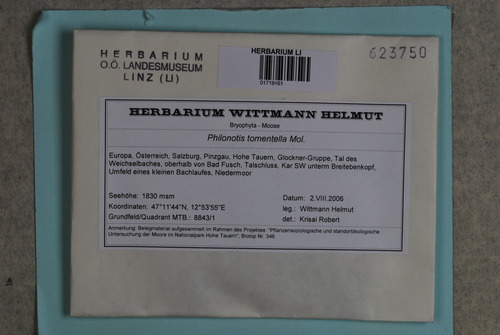 HERBARIUM
O.Ö. LANDESMUSEUM
LINZ (LI)
HERBARIUM LI
01719161
623750
HERBARIUM WITTMANN HELMUT
Bryophyta - Moose
Philonotis tomentella Mol.
Europa, Österreich, Salzburg, Pinzgau, Hohe Tauern, Glockner-Gruppe, Tal des
Weichselbaches, oberhalb von Bad Fusch, Talschluss, Kar SW unterm Breitebenkopf,
Umfeld eines kleinen Bachlaufes, Niedermoor
Seehöhe: 1830 msm
Datum: 2.VIII.2006
Koordinaten: 47°11'44"N, 12°53'55"E
leg.: Wittmann Helmut
Grundfeld/Quadrant MTB.: 8843/1
det.: Krisai Robert
Anmerkung: Belegmaterial aufgesammelt im Rahmen des Projektes: "Pflanzensoziologische und standortökologische
Untersuchung der Moore im Nationalpark Hohe Tauern", Biotop Nr. 346